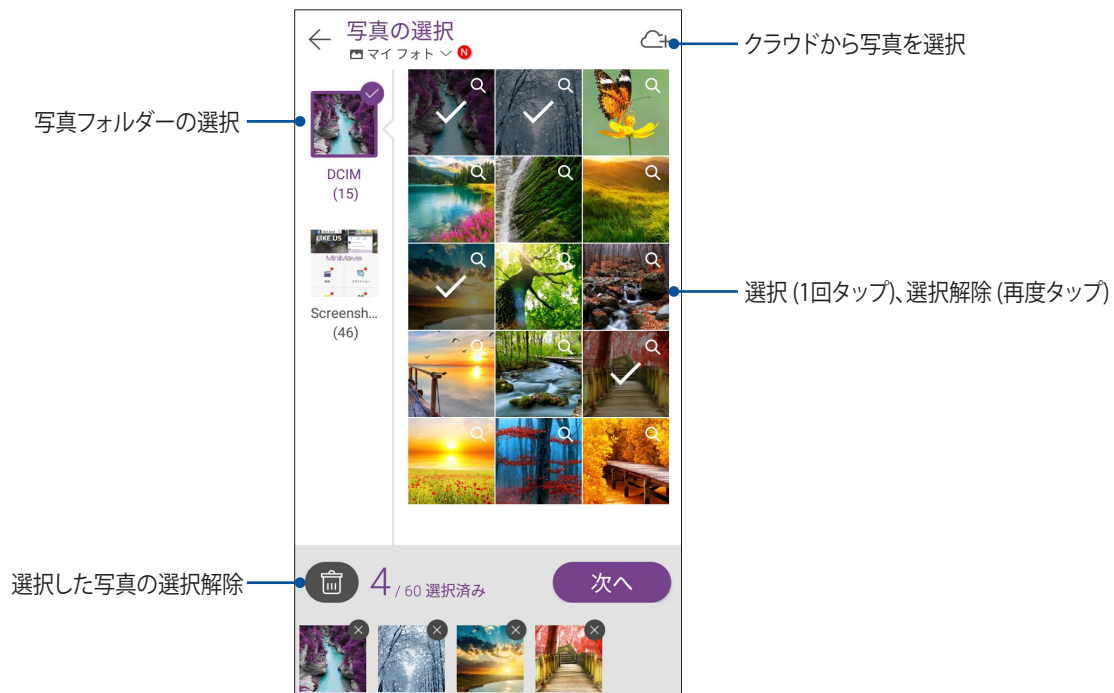 写真の選択
マイ フォト
N
クラウドから写真を選択
写真フォルダーの選択
DCIM
(15)
LIKE US
MiniMovie
Screensh...
(46)
選択 (1回タップ)、選択解除 (再度タップ)
選択した写真の選択解除
4 / 60 選択済み
次へ